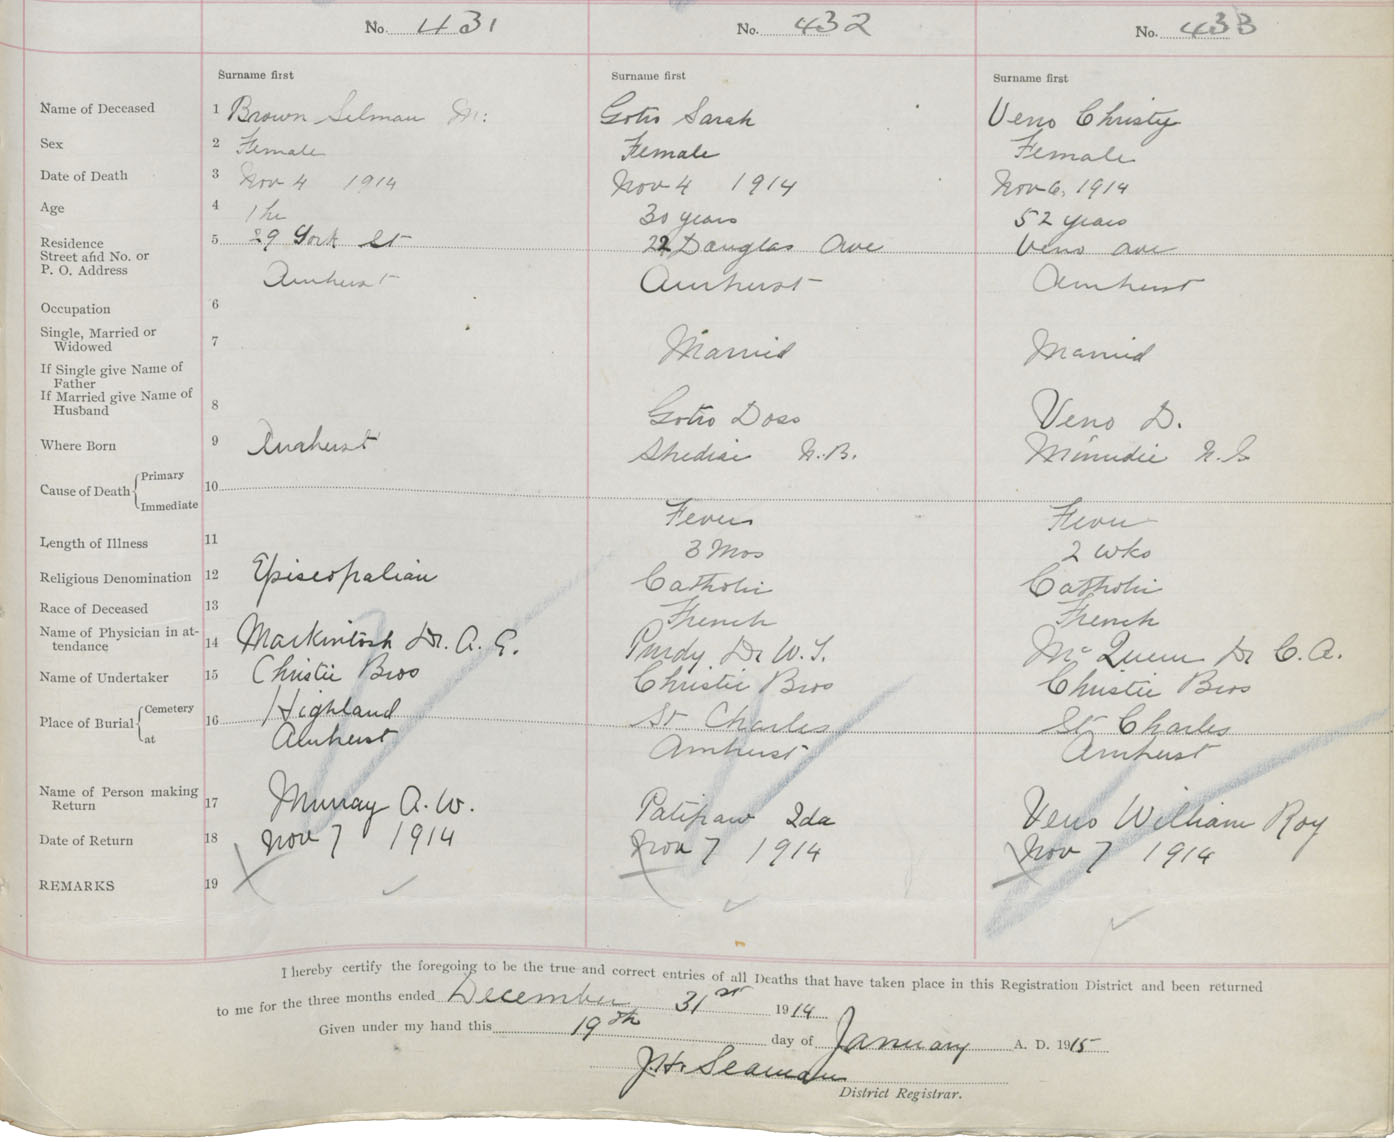 No. 431 No. 432 No. 433
Surname first Surname first Surname first
Name of Deceased 1 Brown Selman M. Gotro Sarah Veno Christy
Sex 2 Female Female Female
Date of Death 3 Nov 4 1914 Nov 4 1914 Nov 6, 1914
Age 4 1 hr 30 years 52 years
Residence 5 29 York St 22 Douglas Ave Veno ave
Street and No. or
P. O. Address Amherst Amherst Amherst
Occupation 6
Single, Married or
Widowed 7 Married Married
If Single give Name of
Father
If Married give Name of
Husband 8 Gotro Veno D.
Where Born 9 Amherst Shediac N.B. Minudie N.S
Cause of Death Primary 10
Immediate Fever Fever
Length of Illness 11 3 Mos 2 wks
Religious Denomination 12 Episcopalian Catholic Catholic
Race of Deceased 13 French French
Name of Physician in at-
tendance 14 Mackintosh Dr. A. E. Purdy Dr W. T. McQueen Dr C. A.
Name of Undertaker 15 Christie Bros Christie Bros Christie Bros
Place of Burial Cemetery 16 Highland St Charles St Charles
at Amherst Amherst Amherst
Name of Person making
Return 17 Murray A. W. Ida Veno William Roy
Date of Return 18 Nov 7 1914 Nov 7 1914 Nov 7 1914
REMARKS 19
I hereby certify the foregoing to be the true and correct entries of all Deaths that have taken place in this Registration District and been returned
to me for the three months ended December 31st 1914
Given under my hand this 19th day of January A. D. 1915
J. H. Seaman
District Registrar.